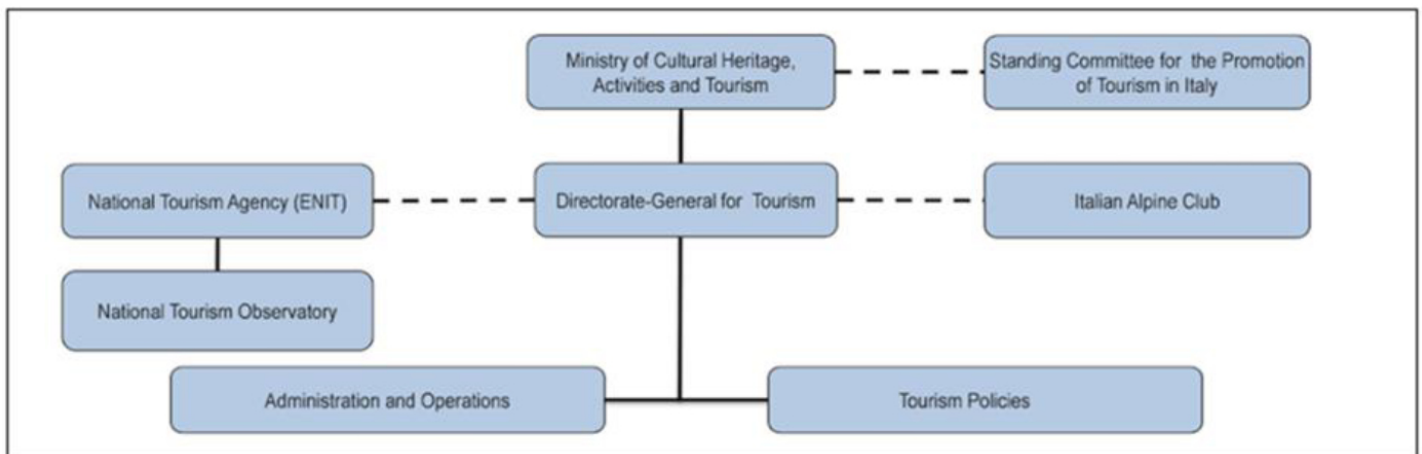 Ministry of Cultural Heritage,
Activities and Tourism
Standing Committee for the Promotion
of Tourism in Italy
National Tourism Agency (ENIT)
Directorate-General for Tourism
Italian Alpine Club
National Tourism Observatory
Administration and Operations
Tourism Policies